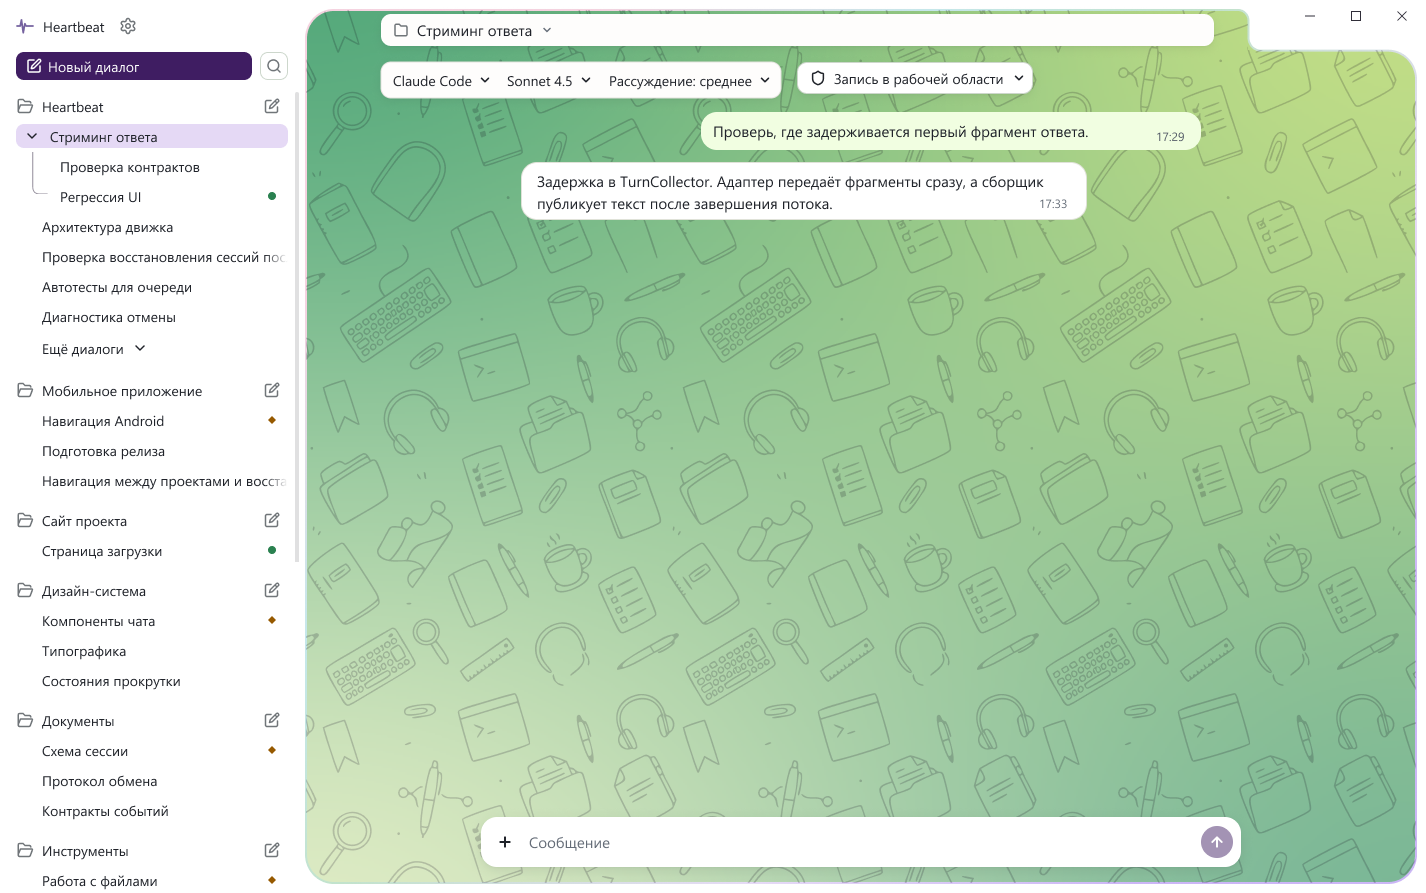 Heartbeat
Новый диалог
Heartbeat
Стриминг ответа
Проверка контрактов
Регрессия UI
Архитектура движка
Проверка восстановления сессий пос
Автотесты для очереди
Диагностика отмены
Ещё диалоги
Мобильное приложение
Навигация Android
Подготовка релиза
Навигация между проектами и восста
Сайт проекта
Страница загрузки
Дизайн-система
Компоненты чата
Типографика
Состояния прокрутки
Документы
Схема сессии
Протокол обмена
Контракты событий
Инструменты
Работа с файлами
Стриминг ответа
Claude Code Sonnet 4.5 Рассуждение: среднее Запись в рабочей области
Проверь, где задерживается первый фрагмент ответа. 17:29
Задержка в TurnCollector. Адаптер передаёт фрагменты сразу, а сборщик
публикует текст после завершения потока. 17:33
Сообщение